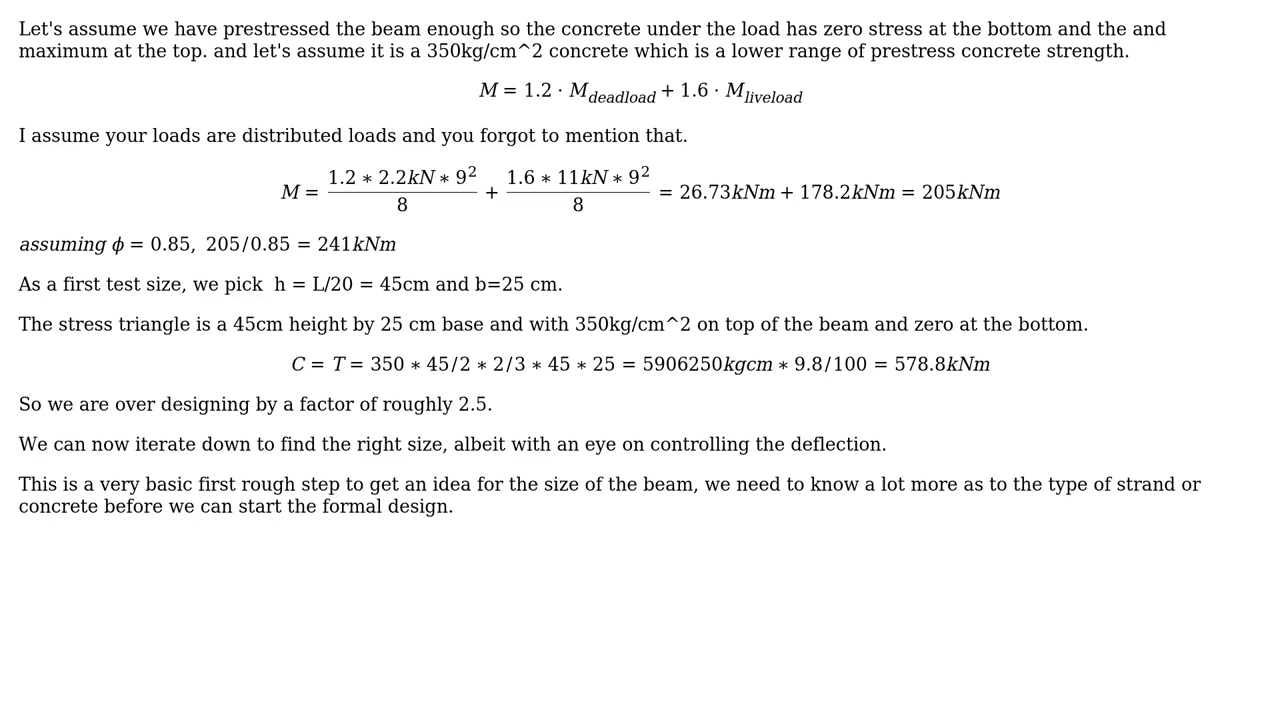 Let's assume we have prestressed the beam enough so the concrete under the load has zero stress at the bottom and the and
maximum at the top. and let's assume it is a 350kg/cm^2 concrete which is a lower range of prestress concrete strength.
M = 1.2 · M_{deadload} + 1.6 · M_{liveload}
I assume your loads are distributed loads and you forgot to mention that.
M = \frac{1.2 * 2.2kN * 9^2}{8} + \frac{1.6 * 11kN * 9^2}{8} = 26.73kNm + 178.2kNm = 205kNm
assuming ϕ = 0.85, 205/0.85 = 241kNm
As a first test size, we pick h = L/20 = 45cm and b=25 cm.
The stress triangle is a 45cm height by 25 cm base and with 350kg/cm^2 on top of the beam and zero at the bottom.
C = T = 350 * 45/2 * 2/3 * 45 * 25 = 5906250kgcm * 9.8/100 = 578.8kNm
So we are over designing by a factor of roughly 2.5.
We can now iterate down to find the right size, albeit with an eye on controlling the deflection.
This is a very basic first rough step to get an idea for the size of the beam, we need to know a lot more as to the type of strand or
concrete before we can start the formal design.